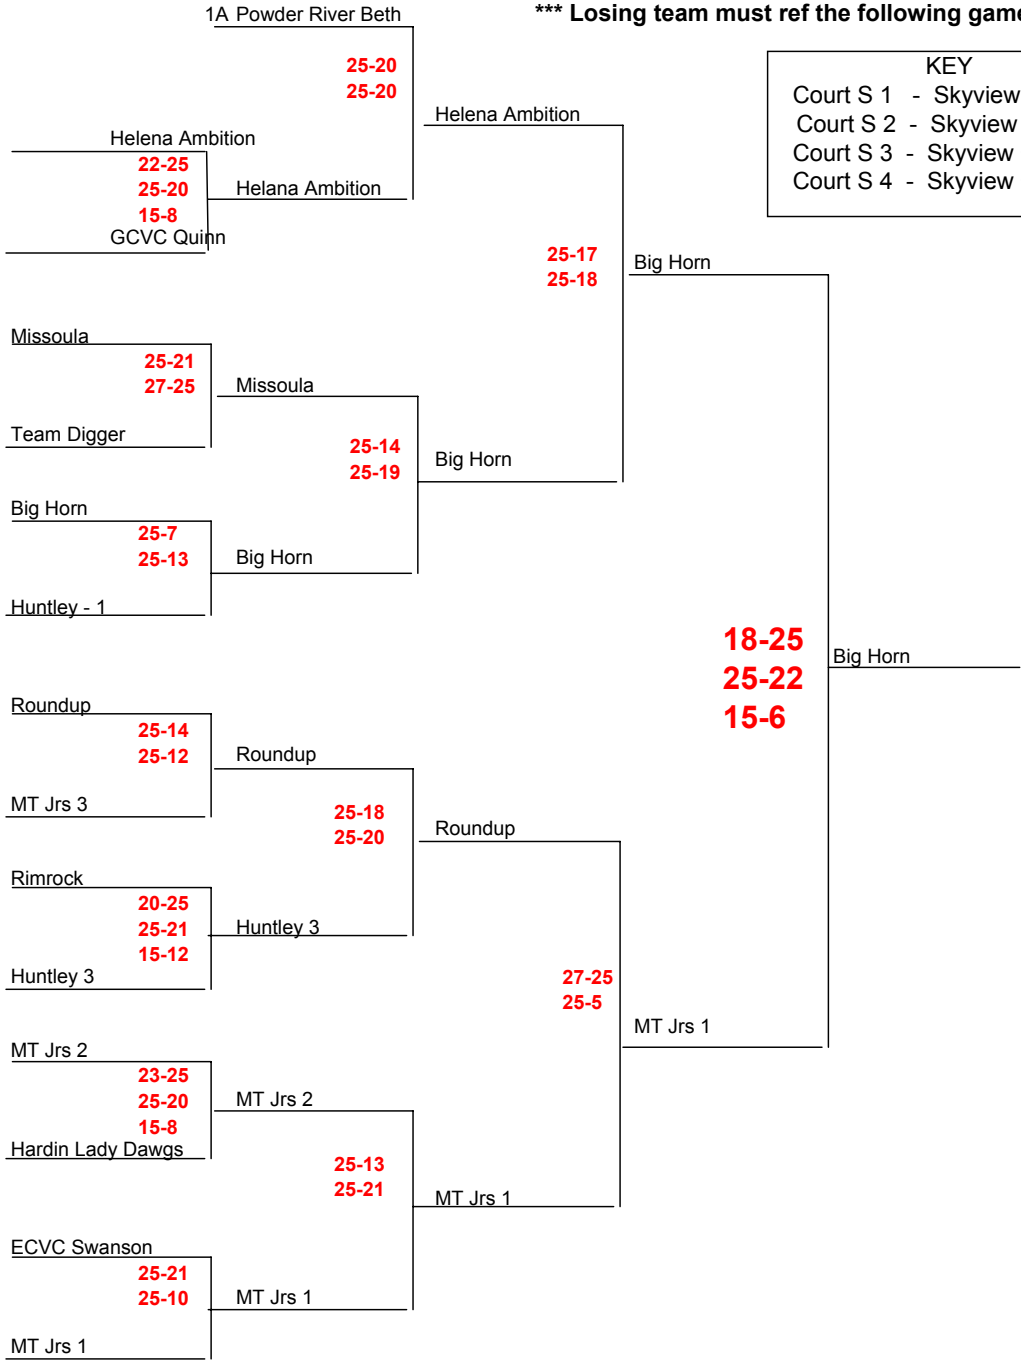 1A Powder River Beth
*** Losing team must ref the following game
25-20
25-20
KEY
Court S 1 - Skyview
Court S 2 - Skyview
Court S 3 - Skyview
Court S 4 - Skyview
Helena Ambition
Helena Ambition
22-25
25-20
15-8
Helana Ambition
GCVC Quinn
25-17
25-18
Big Horn
Missoula
25-21
27-25
Missoula
Team Digger
25-14
25-19
Big Horn
Big Horn
25-7
25-13
Big Horn
Huntley - 1
18-25
25-22
15-6
Big Horn
Roundup
25-14
25-12
Roundup
MT Jrs 3
25-18
25-20
Roundup
Rimrock
20-25
25-21
15-12
Huntley 3
Huntley 3
27-25
25-5
MT Jrs 1
MT Jrs 2
23-25
25-20
15-8
MT Jrs 2
Hardin Lady Dawgs
25-13
25-21
MT Jrs 1
ECVC Swanson
25-21
25-10
MT Jrs 1
MT Jrs 1